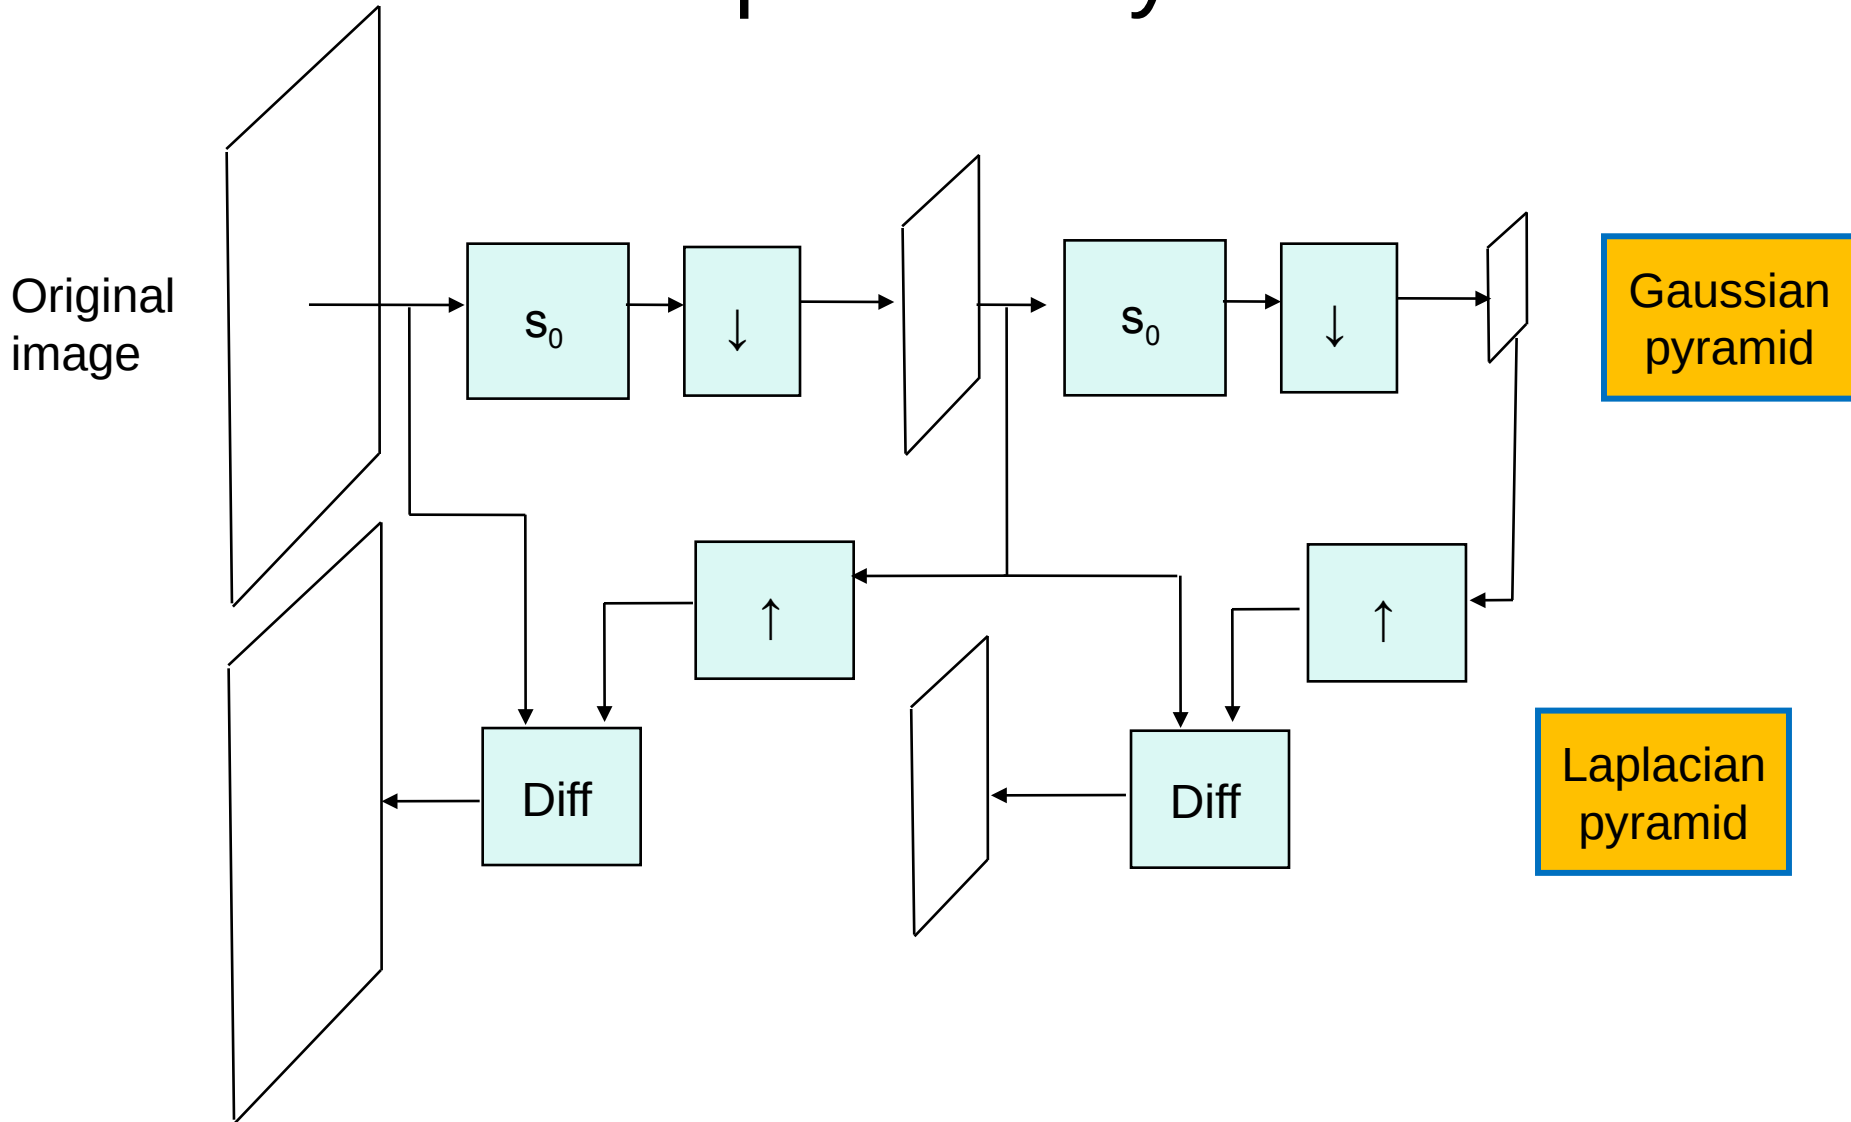 Original
image
s₀
↓
s₀
↓
Gaussian
pyramid
↑
↑
Diff
Diff
Laplacian
pyramid